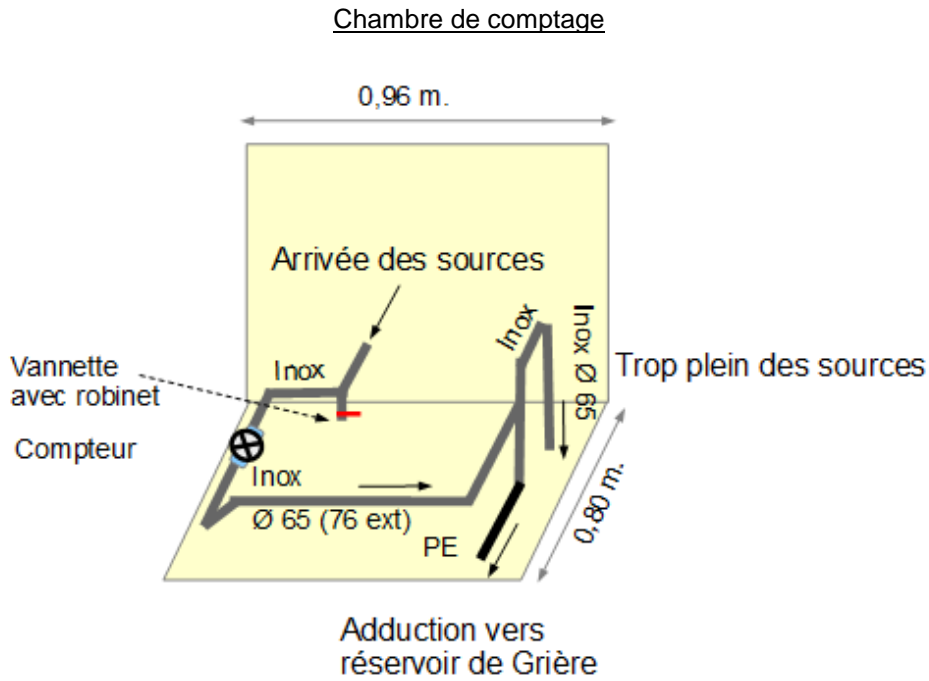 Chambre de comptage
0,96 m.
Arrivée des sources
Inox
Inox Ø 65
Trop plein des sources
Vannette
avec robinet
Inox
Compteur
Inox
Ø 65 (76 ext)
PE
0,80 m.
Adduction vers
réservoir de Grière